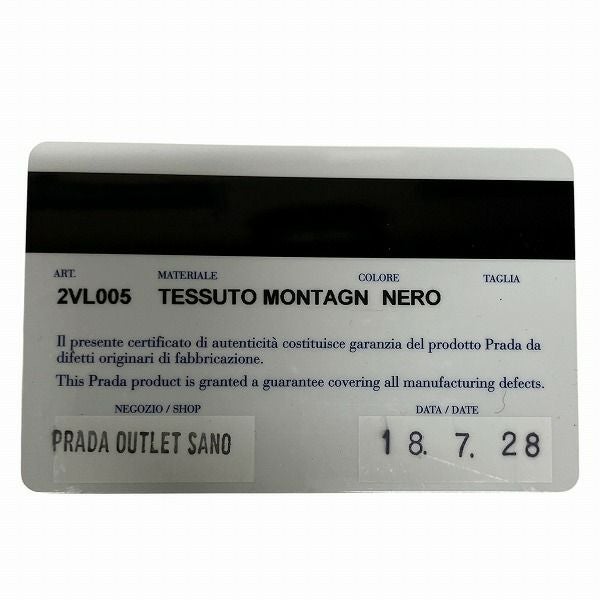 ART. MATERIALE COLORE TAGLIA
2VL005 TESSUTO MONTAGN NERO
Il presente certificato di autenticità costituisce garanzia del prodotto Prada da
difetti originari di fabbricazione.
This Prada product is granted a guarantee covering all manufacturing defects.
NEGOZIO / SHOP DATA / DATE
PRADA OUTLET SANO 18. 7. 28